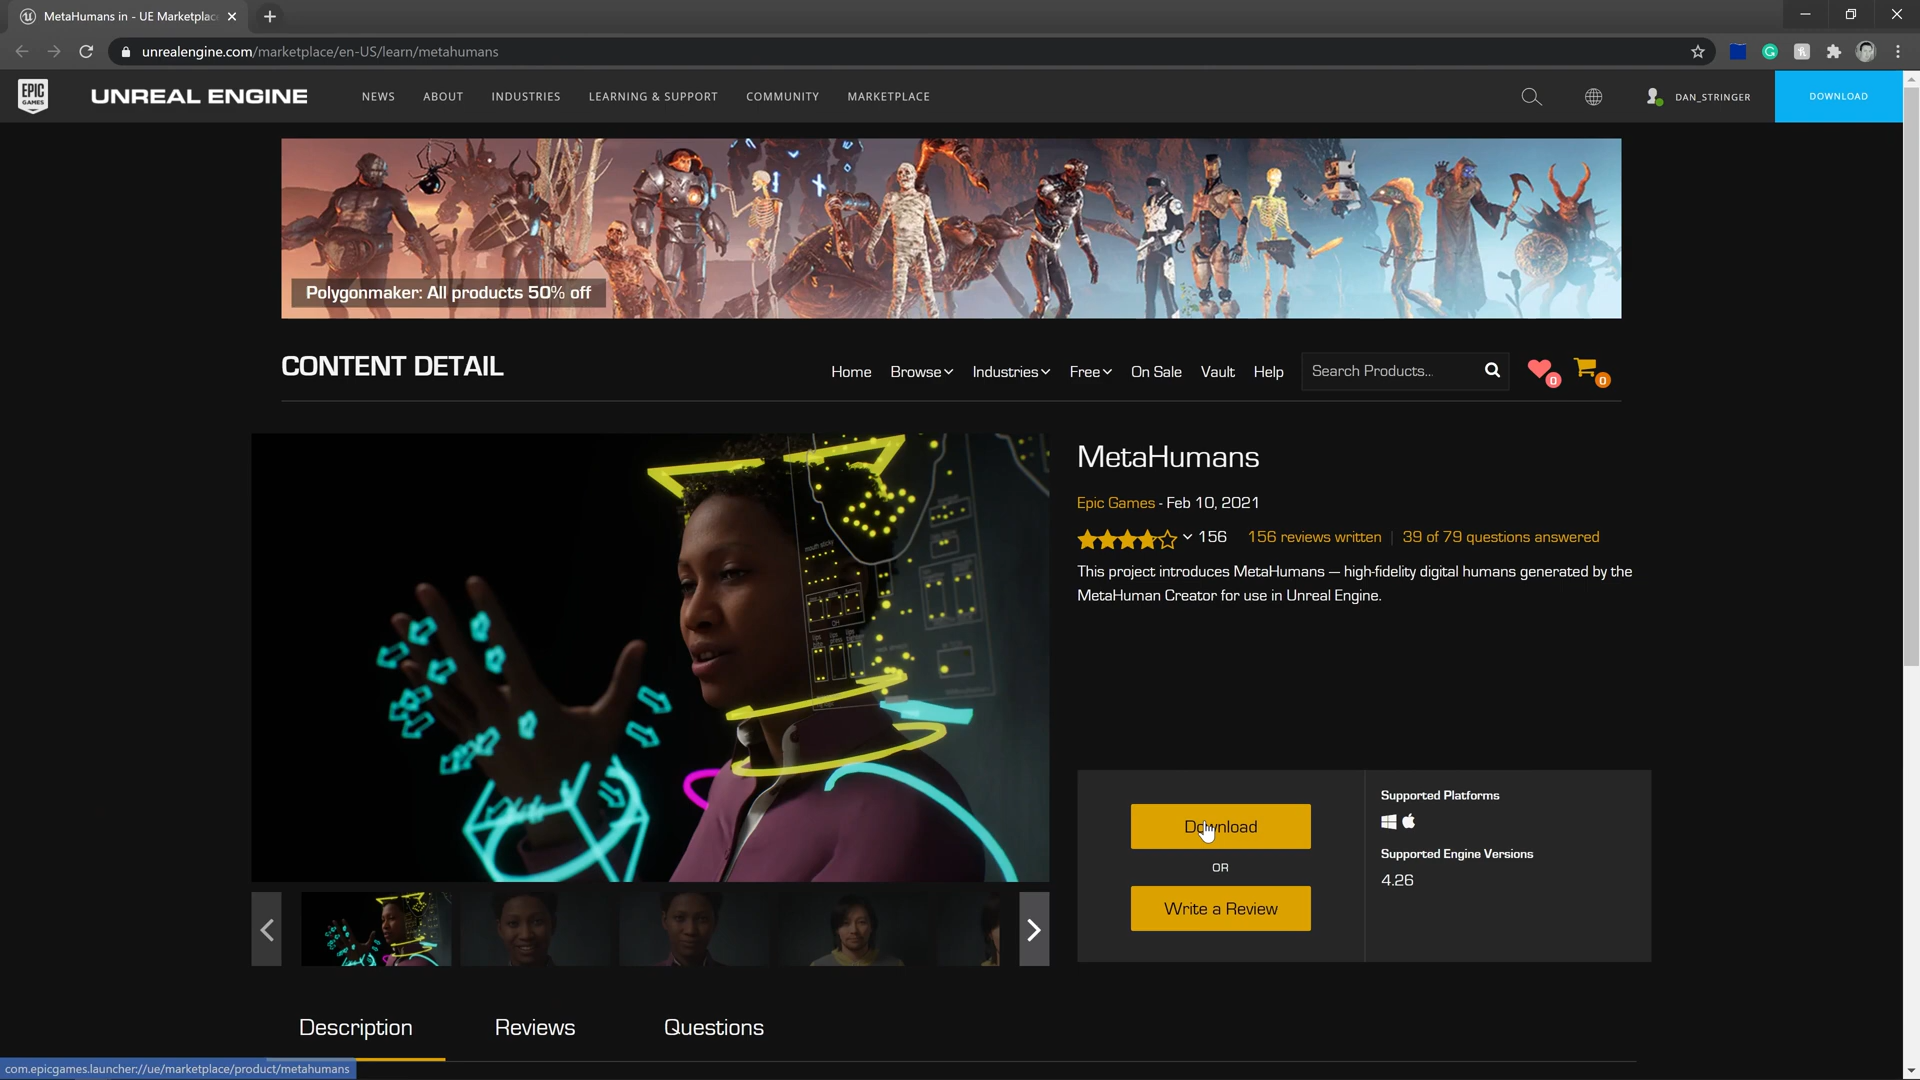 MetaHumans in - UE Marketplac
unrealengine.com/marketplace/en-US/learn/metahumans
EPIC
GAMES
UNREAL ENGINE
NEWS
ABOUT
INDUSTRIES
LEARNING & SUPPORT
COMMUNITY
MARKETPLACE
DAN_STRINGER
DOWNLOAD
Polygonmaker: All products 50% off
CONTENT DETAIL
Home
Browse
Industries
Free
On Sale
Vault
Help
Search Products...
0
0
MetaHumans
Epic Games - Feb 10, 2021
156
156 reviews written | 39 of 79 questions answered
This project introduces MetaHumans — high-fidelity digital humans generated by the
MetaHuman Creator for use in Unreal Engine.
Download
OR
Write a Review
Supported Platforms
Supported Engine Versions
4.26
Description
Reviews
Questions
com.epicgames.launcher://ue/marketplace/product/metahumans